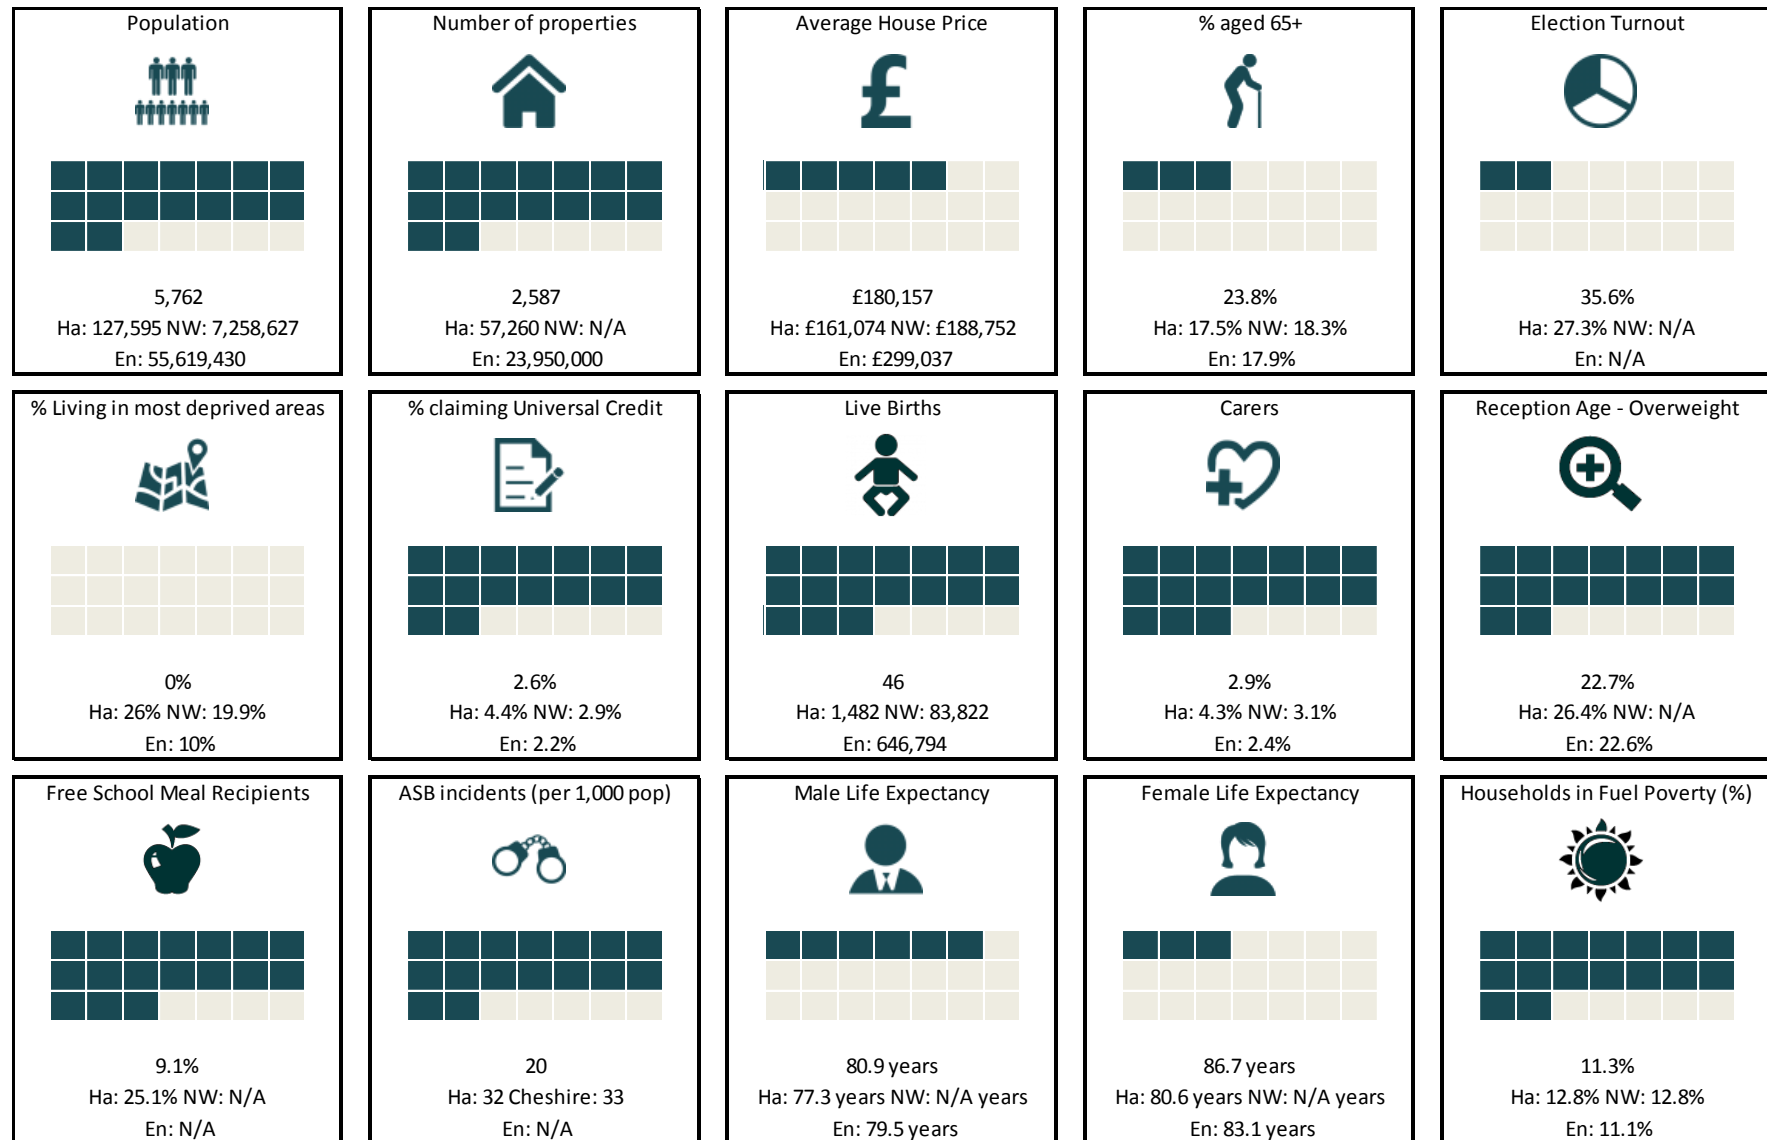 Population
5,762
Ha: 127,595 NW: 7,258,627
En: 55,619,430
Number of properties
2,587
Ha: 57,260 NW: N/A
En: 23,950,000
Average House Price
£180,157
Ha: £161,074 NW: £188,752
En: £299,037
% aged 65+
23.8%
Ha: 17.5% NW: 18.3%
En: 17.9%
Election Turnout
35.6%
Ha: 27.3% NW: N/A
En: N/A
% Living in most deprived areas
0%
Ha: 26% NW: 19.9%
En: 10%
% claiming Universal Credit
2.6%
Ha: 4.4% NW: 2.9%
En: 2.2%
Live Births
46
Ha: 1,482 NW: 83,822
En: 646,794
Carers
2.9%
Ha: 4.3% NW: 3.1%
En: 2.4%
Reception Age - Overweight
22.7%
Ha: 26.4% NW: N/A
En: 22.6%
Free School Meal Recipients
9.1%
Ha: 25.1% NW: N/A
En: N/A
ASB incidents (per 1,000 pop)
20
Ha: 32 Cheshire: 33
En: N/A
Male Life Expectancy
80.9 years
Ha: 77.3 years NW: N/A years
En: 79.5 years
Female Life Expectancy
86.7 years
Ha: 80.6 years NW: N/A years
En: 83.1 years
Households in Fuel Poverty (%)
11.3%
Ha: 12.8% NW: 12.8%
En: 11.1%